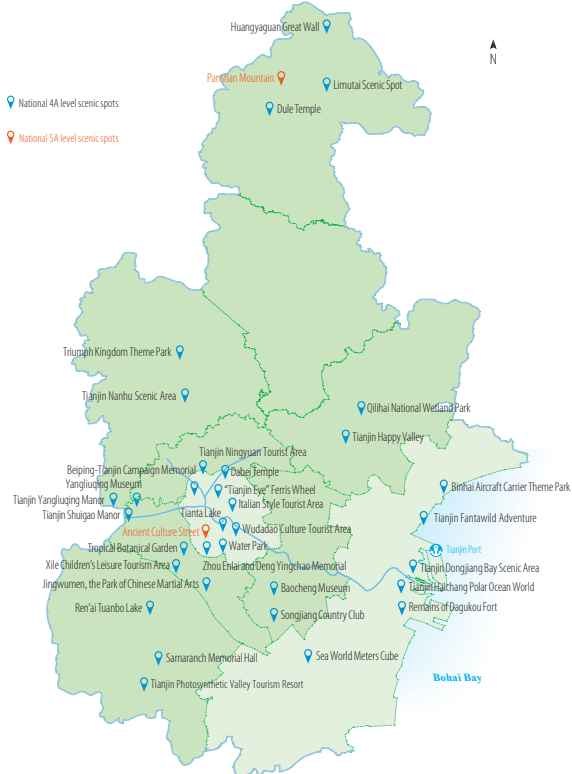 Huangyaguan Great Wall
N
Panshan Mountain
Limutai Scenic Spot
National 4A level scenic spots
Dule Temple
National 5A level scenic spots
Triumph Kingdom Theme Park
Tianjin Nanhu Scenic Area
Qilihai National Wetland Park
Tianjin Happy Valley
Tianjin Ningyuan Tourist Area
Beiping-Tianjin Campaign Memorial
Dabei Temple
Yangliuqing Museum
"Tianjin Eye" Ferris Wheel
Binhai Aircraft Carrier Theme Park
Tianjin Yangliuqing Manor
Italian Style Tourist Area
Tianjin Shuigao Manor
Tianta Lake
Tianjin Fantawild Adventure
Ancient Culture Street
Wudadao Culture Tourist Area
Tropical Botanical Garden
Water Park
Tianjin Port
Xile Children's Leisure Tourism Area
Zhou Enlai and Deng Yingchao Memorial
Tianjin Dongjiang Bay Scenic Area
Jingwumen, the Park of Chinese Martial Arts
Baocheng Museum
Tianjin Haichang Polar Ocean World
Ren'ai Tuanbo Lake
Songjiang Country Club
Remains of Dagukou Fort
Samaranch Memorial Hall
Sea World Meters Cube
Bohai Bay
Tianjin Photosynthetic Valley Tourism Resort